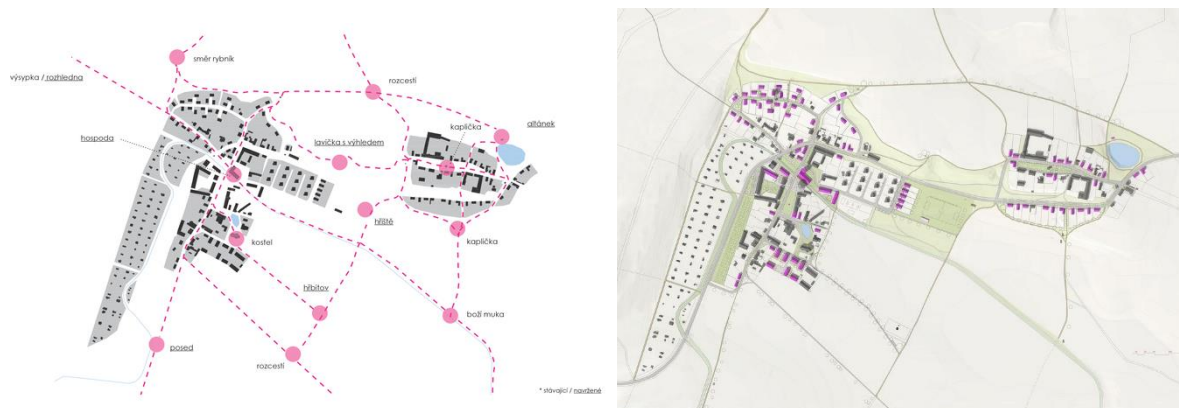 směr rybník
výsypka / rozhledna
rozcestí
altánek
kaplička
hospoda
lavička s výhledem
hřiště
kaplička
kostel
hřbitov
boží muka
posed
rozcestí
* stávající / navržené